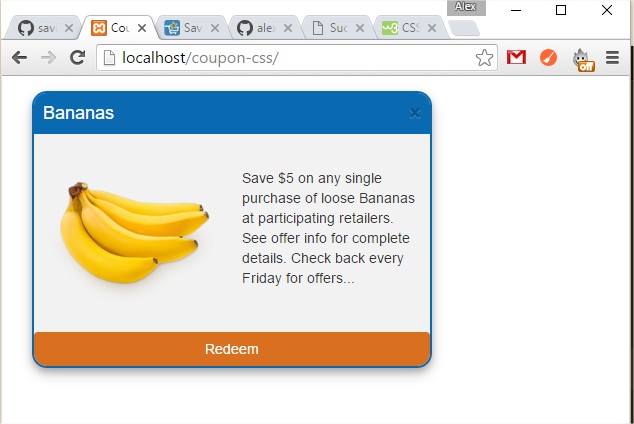 Alex
sav
Cou
Sav
ale
Suc
CSS
localhost/coupon-css/
off
Bananas
×
Save $5 on any single
purchase of loose Bananas
at participating retailers.
See offer info for complete
details. Check back every
Friday for offers...
Redeem